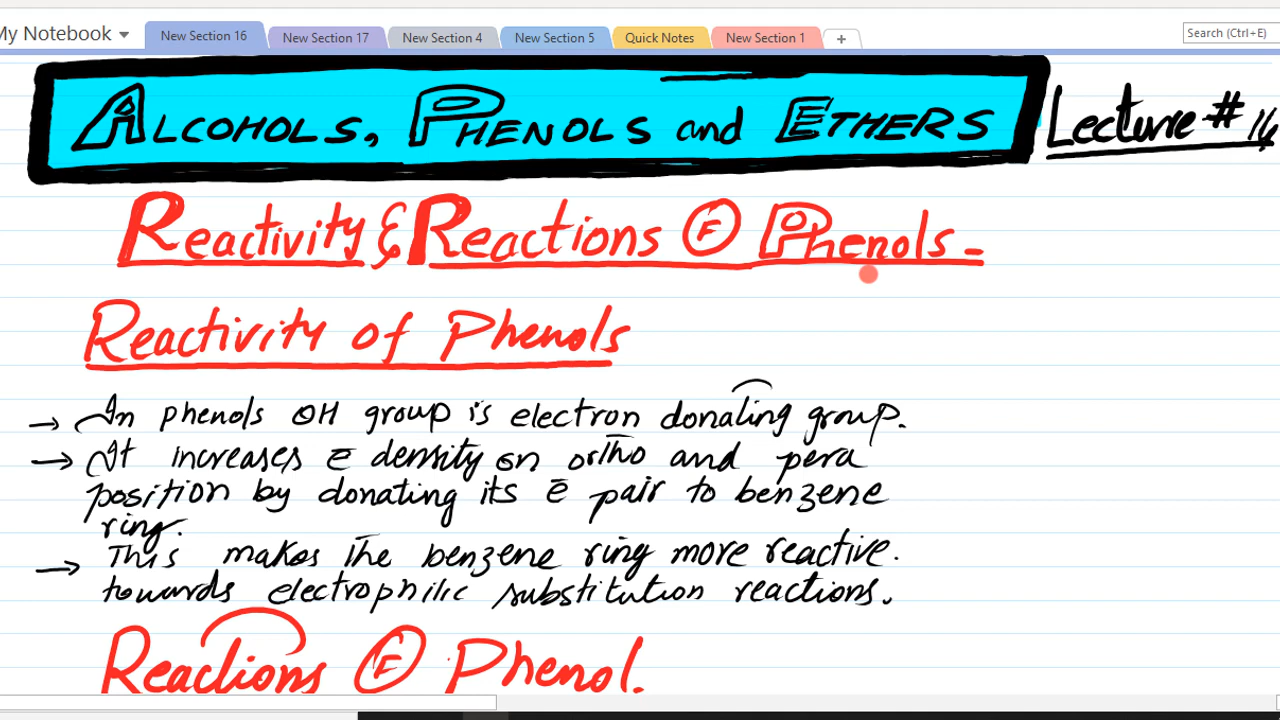 My Notebook
New Section 16
New Section 17
New Section 4
New Section 5
Quick Notes
New Section 1
+
Search (Ctrl+E)
ALCOHOLS, PHENOLS and ETHERS
Lecture # 14
Reactivity & Reactions OF Phenols -
Reactivity of Phenols
→ In phenols OH group is electron donating group.
→ It increases ē density on ortho and pera
position by donating its ē pair to benzene
ring.
→ This makes the benzene ring more reactive.
towards electrophilic substitution reactions.
Reactions OF Phenol.